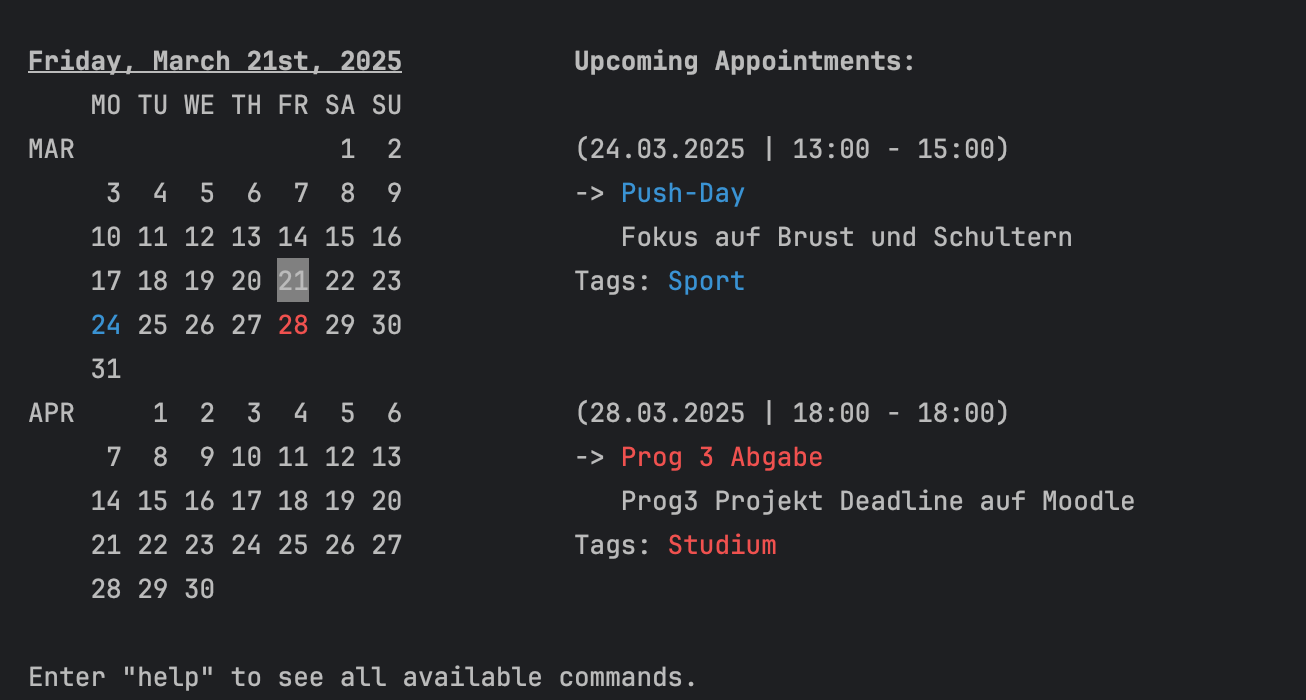 Friday, March 21st, 2025
MO TU WE TH FR SA SU
MAR 1 2
3 4 5 6 7 8 9
10 11 12 13 14 15 16
17 18 19 20 21 22 23
24 25 26 27 28 29 30
31
APR 1 2 3 4 5 6
7 8 9 10 11 12 13
14 15 16 17 18 19 20
21 22 23 24 25 26 27
28 29 30
Upcoming Appointments:
(24.03.2025 | 13:00 - 15:00)
-> Push-Day
Fokus auf Brust und Schultern
Tags: Sport
(28.03.2025 | 18:00 - 18:00)
-> Prog 3 Abgabe
Prog3 Projekt Deadline auf Moodle
Tags: Studium
Enter "help" to see all available commands.